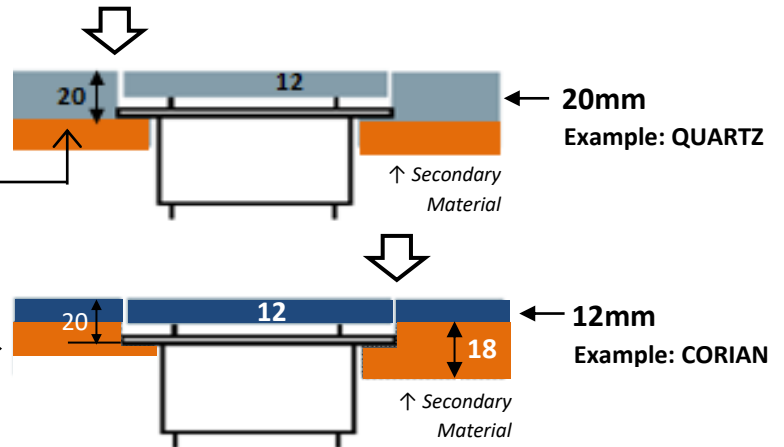 20
12
← 20mm
Example: QUARTZ
↑ Secondary
Material
20
12
← 12mm
18
Example: CORIAN
↑ Secondary
Material